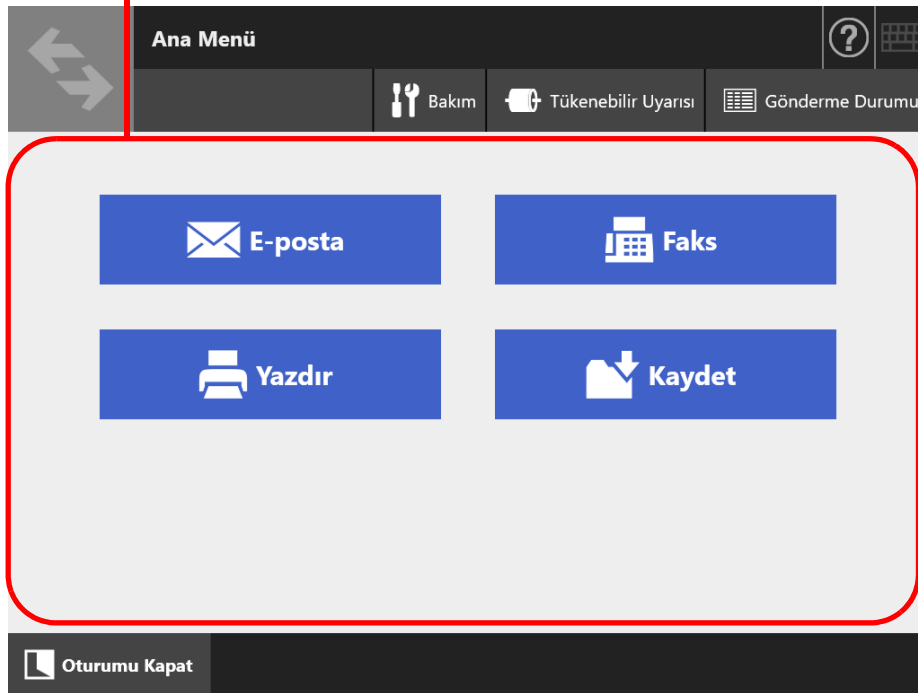 Ana Menü
Bakım
Tükenebilir Uyarısı
Gönderme Durumu
E-posta
Faks
Yazdır
Kaydet
Oturumu Kapat